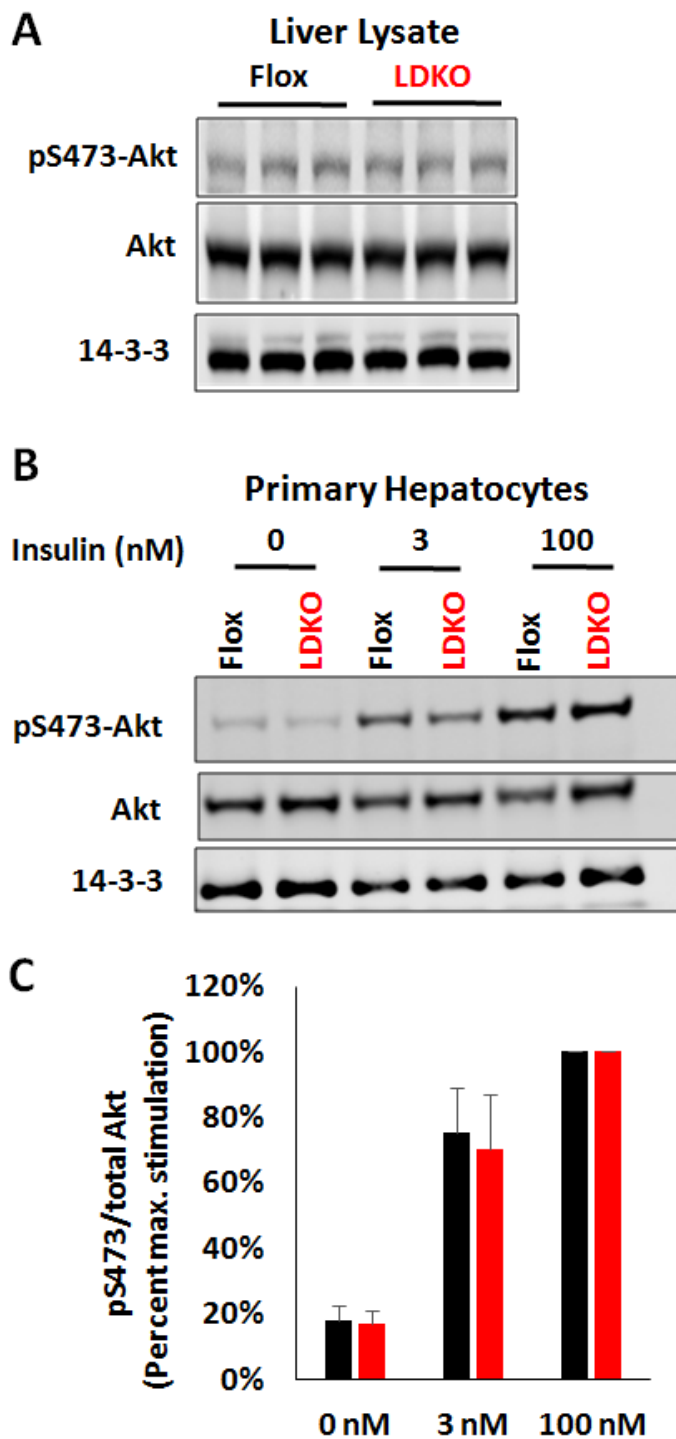 A
Liver Lysate
Flox LDKO
pS473-Akt
Akt
14-3-3
B
Primary Hepatocytes
Insulin (nM) 0 3 100
Flox LDKO Flox LDKO Flox LDKO
pS473-Akt
Akt
14-3-3
C
pS473/total Akt
(Percent max. stimulation)
120%
100%
80%
60%
40%
20%
0%
0 nM 3 nM 100 nM